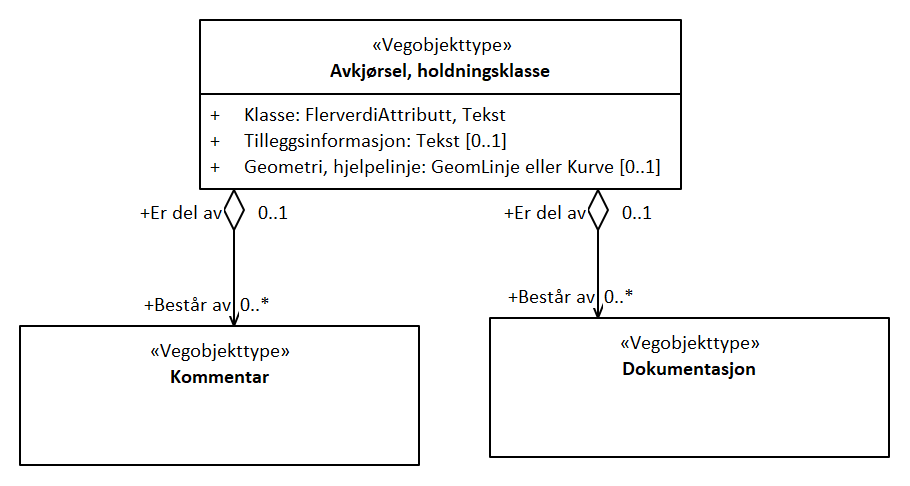 «Vegobjekttype»
Avkjørsel, holdningsklasse
+ Klasse: FlerverdiAttributt, Tekst
+ Tilleggsinformasjon: Tekst [0..1]
+ Geometri, hjelpelinje: GeomLinje eller Kurve [0..1]
+Er del av 0..1
+Er del av 0..1
+Består av 0..*
+Består av 0..*
«Vegobjekttype»
Kommentar
«Vegobjekttype»
Dokumentasjon